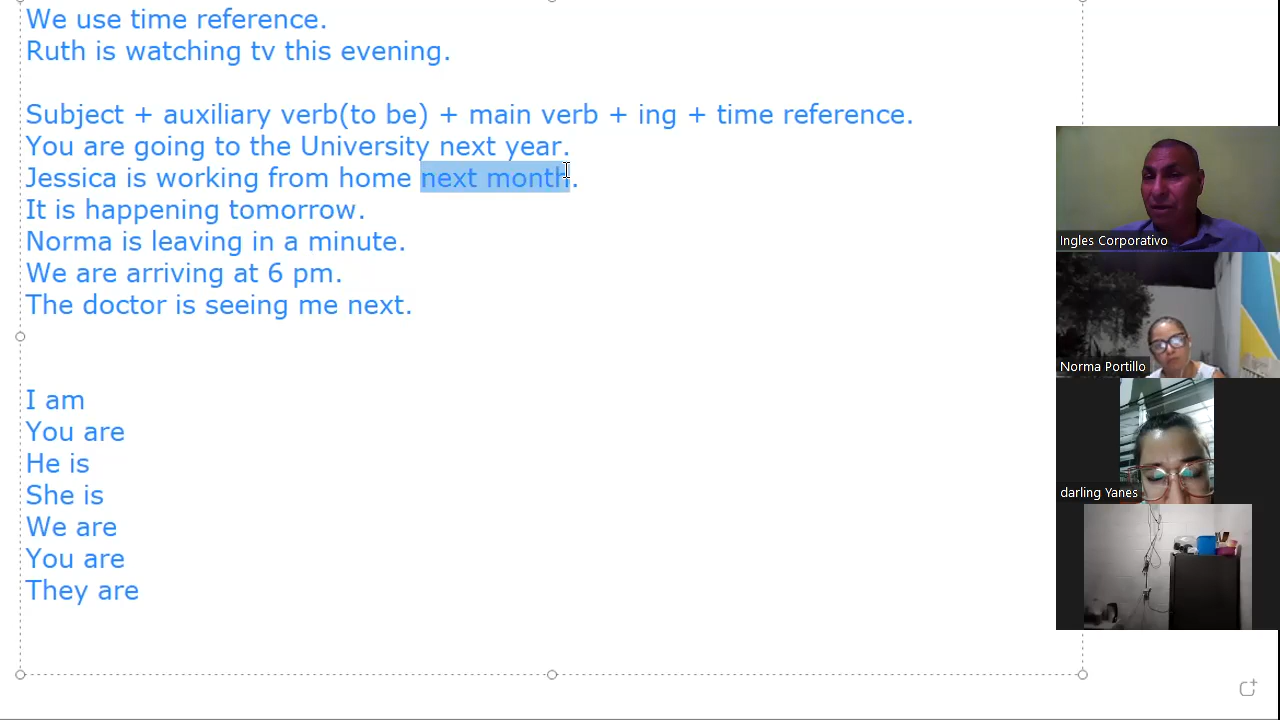 We use time reference.
Ruth is watching tv this evening.
Subject + auxiliary verb(to be) + main verb + ing + time reference.
You are going to the University next year.
Jessica is working from home next month.
It is happening tomorrow.
Norma is leaving in a minute.
We are arriving at 6 pm.
The doctor is seeing me next.
I am
You are
He is
She is
We are
You are
They are
Ingles Corporativo
Norma Portillo
darling Yanes